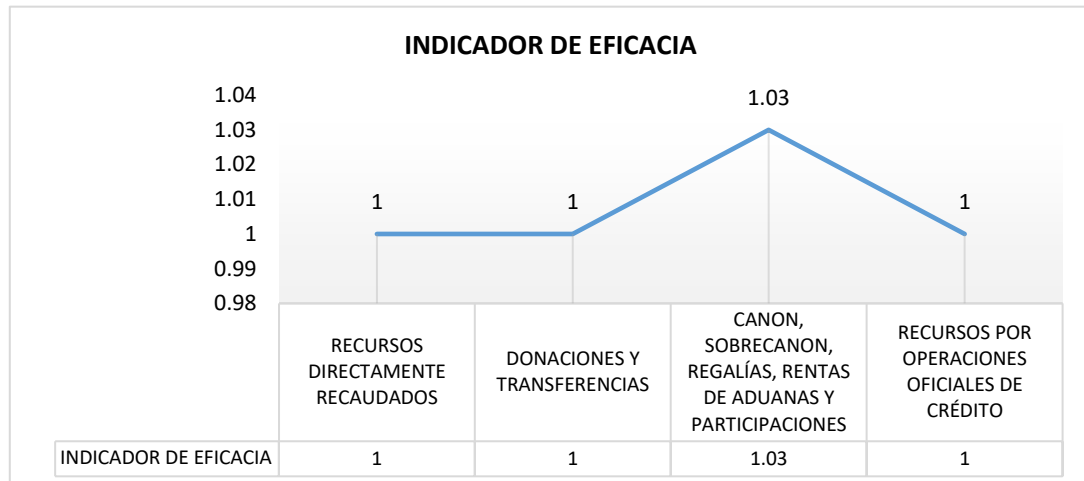 INDICADOR DE EFICACIA
1.04
1.03
1.02
1.01
1
0.99
0.98
1
1
1.03
1
RECURSOS
DIRECTAMENTE
RECAUDADOS
DONACIONES Y
TRANSFERENCIAS
CANON,
SOBRECANON,
REGALÍAS, RENTAS
DE ADUANAS Y
PARTICIPACIONES
RECURSOS POR
OPERACIONES
OFICIALES DE
CRÉDITO
INDICADOR DE EFICACIA 1 1 1.03 1